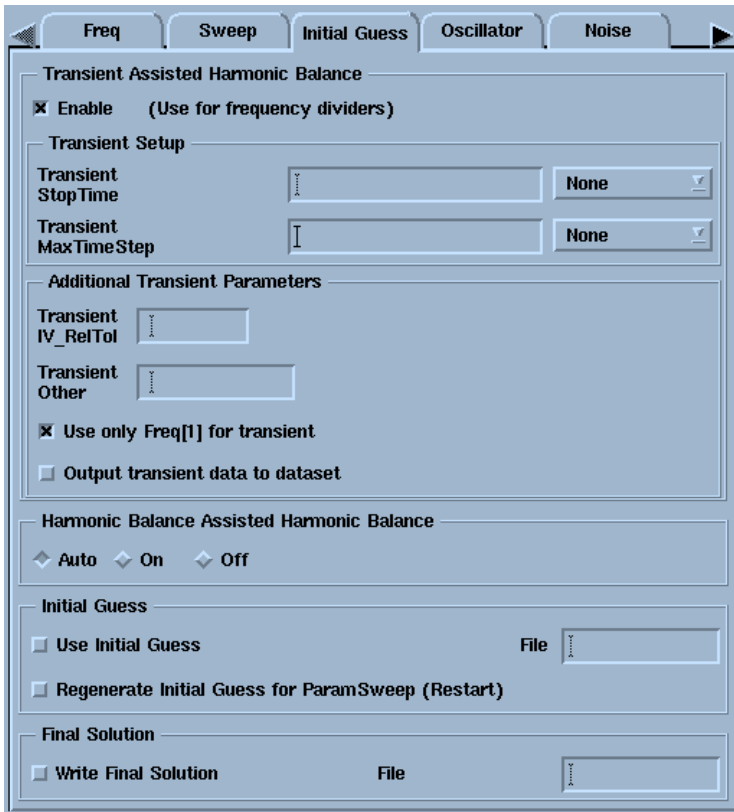 Freq Sweep Initial Guess Oscillator Noise
Transient Assisted Harmonic Balance
Enable (Use for frequency dividers)
Transient Setup
Transient
StopTime
None
Transient
MaxTimeStep
None
Additional Transient Parameters
Transient
IV_RelTol
Transient
Other
Use only Freq[1] for transient
Output transient data to dataset
Harmonic Balance Assisted Harmonic Balance
Auto On Off
Initial Guess
Use Initial Guess File
Regenerate Initial Guess for ParamSweep (Restart)
Final Solution
Write Final Solution File